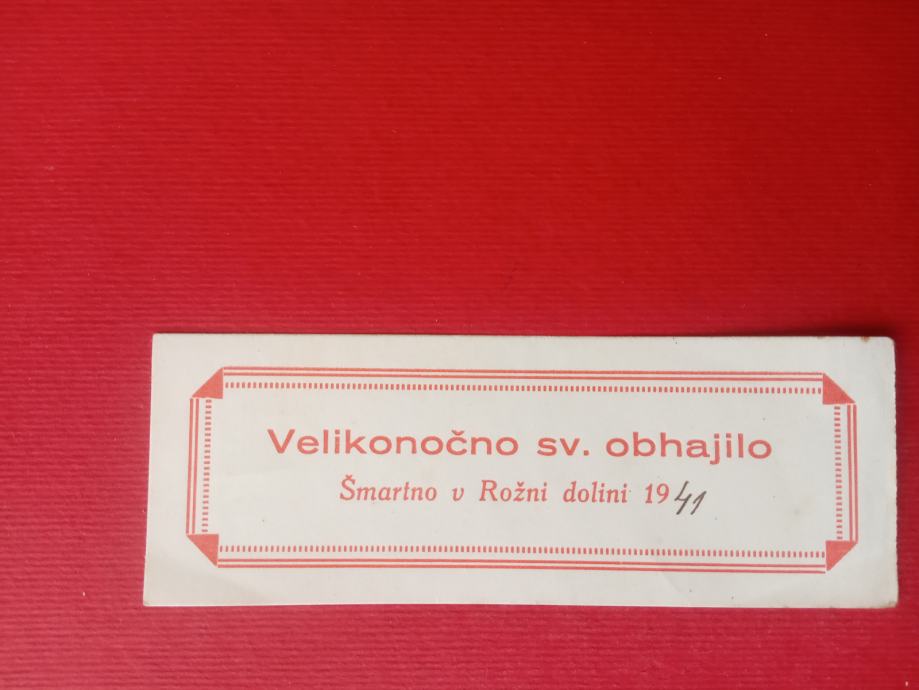 Velikonočno sv. obhajilo
Šmartno v Rožni dolini 1941